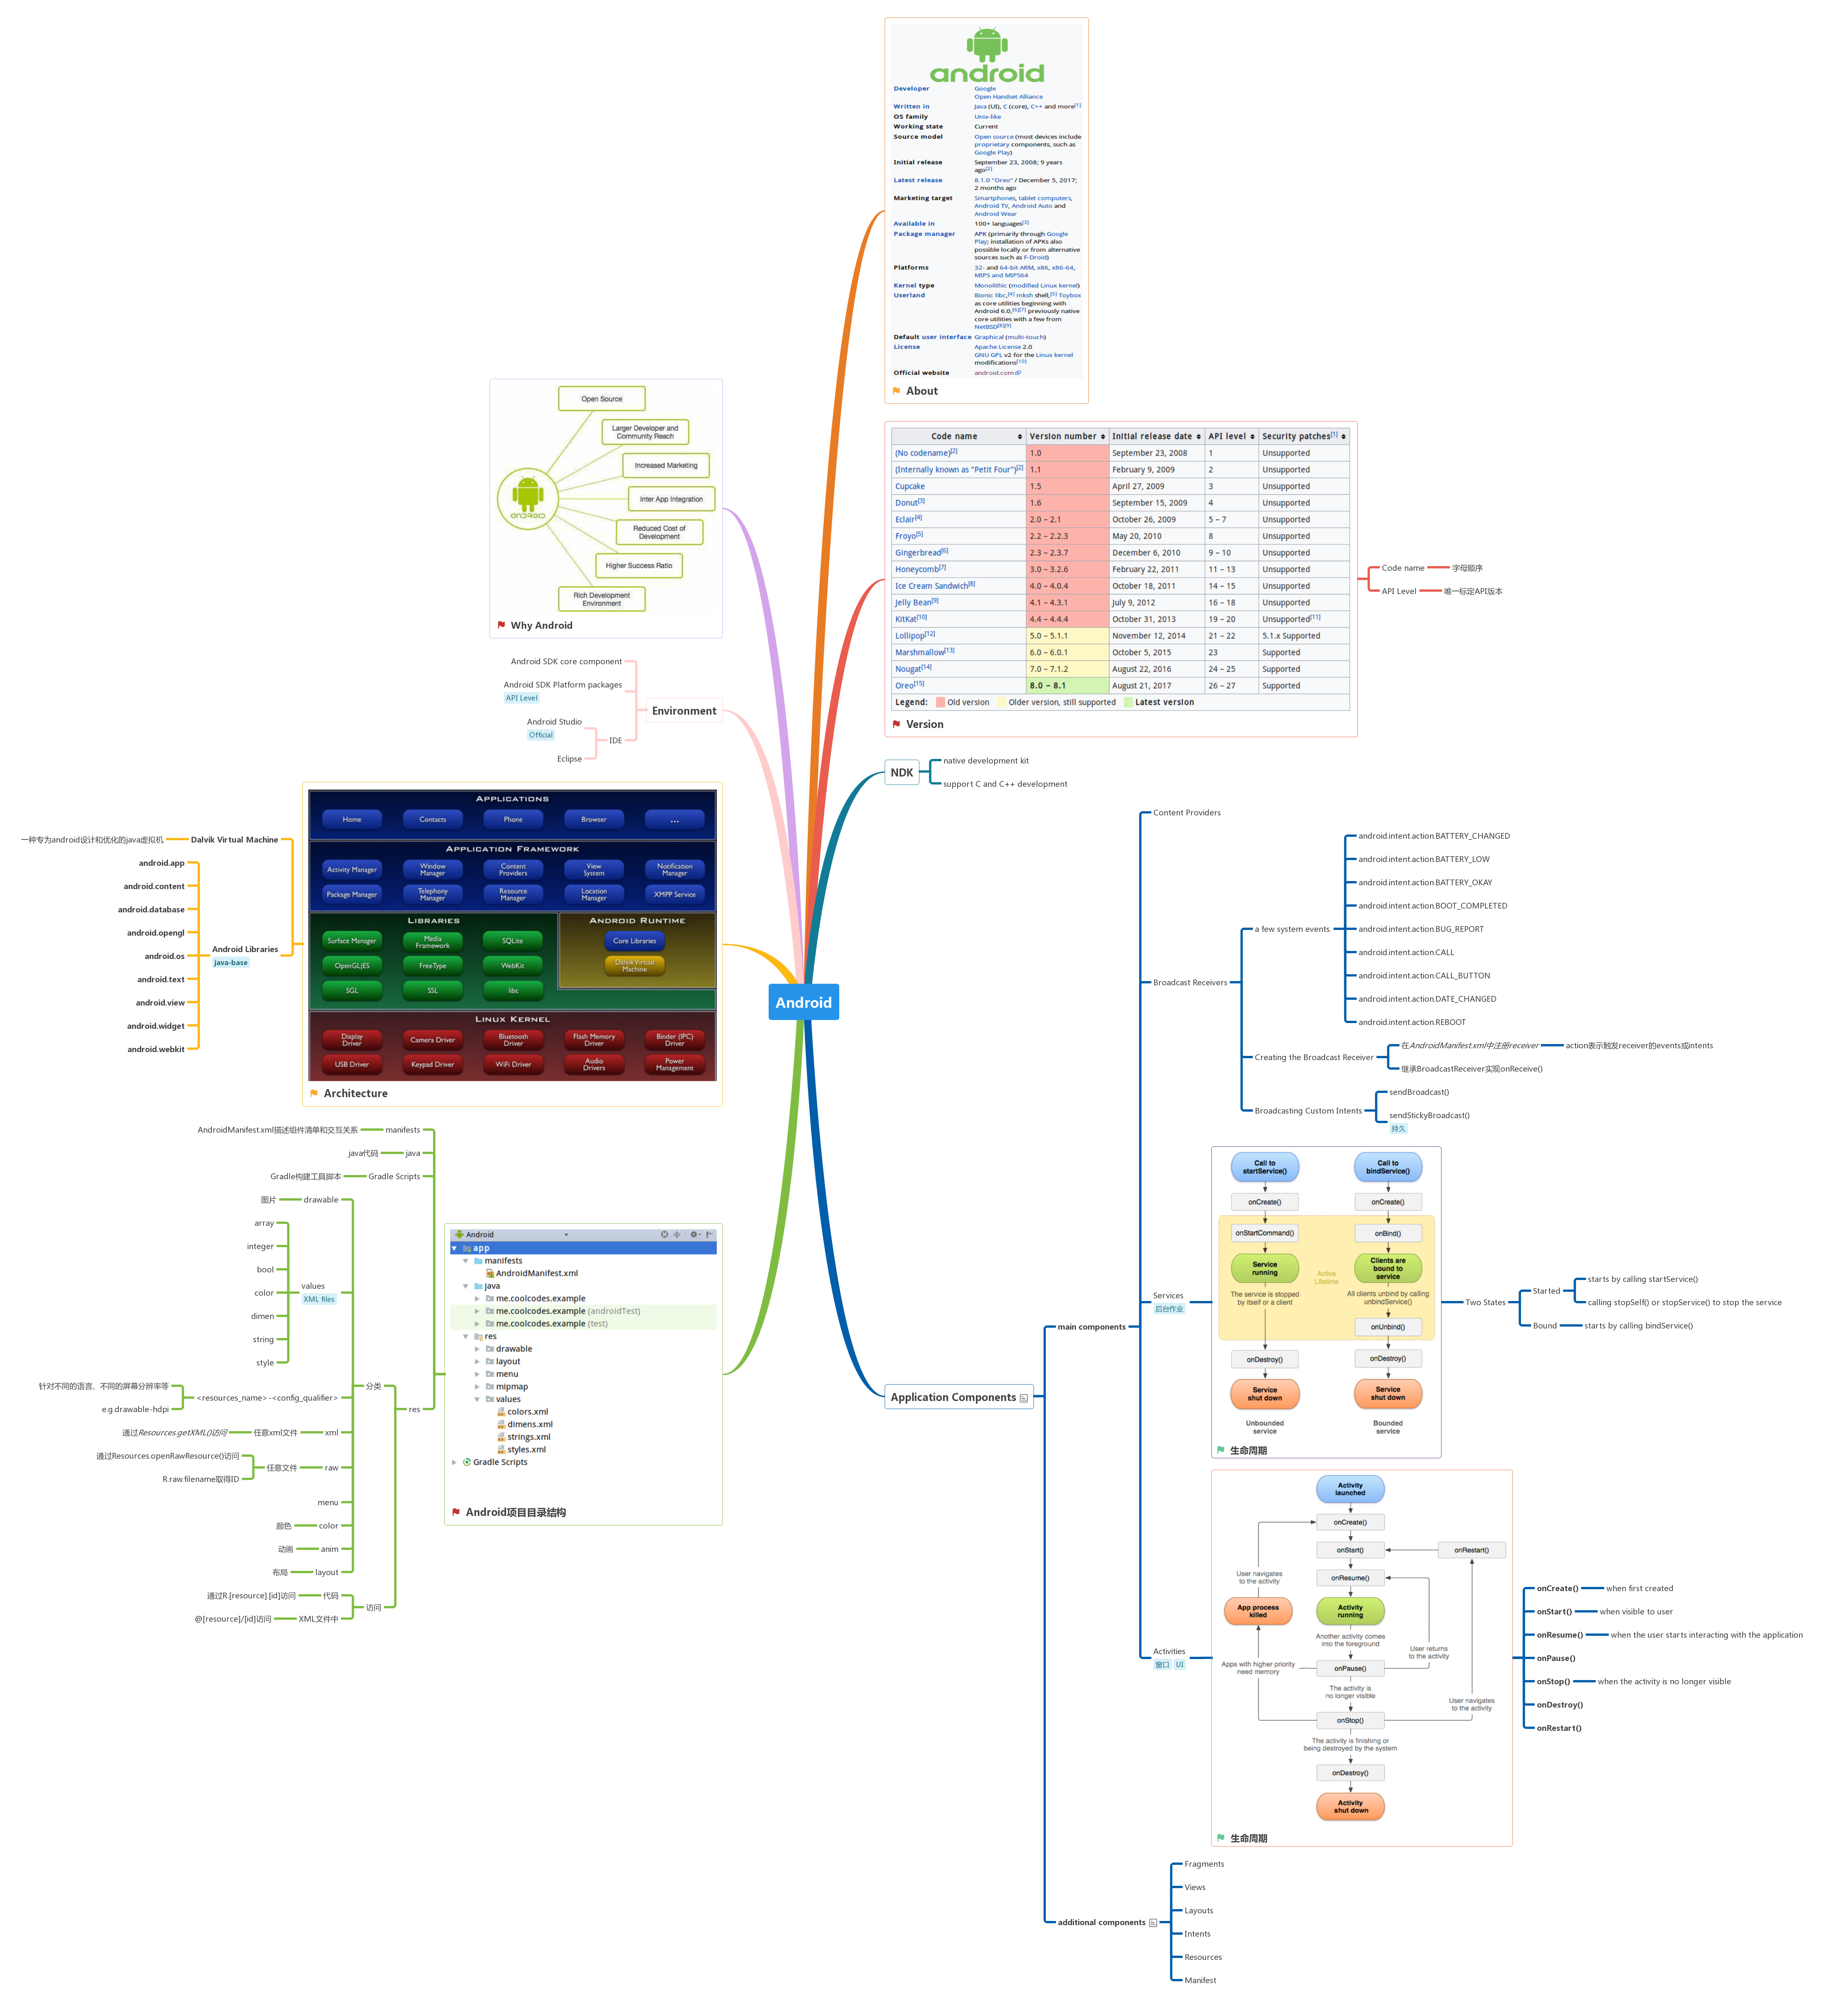 android
Developer Google
Open Handset Alliance
Written in Java (UI), C (core), C++ and more[1]
OS family Unix-like
Working state Current
Source model Open source (most devices include
proprietary components, such as
Google Play)
Initial release September 23, 2008; 9 years
ago[2]
Latest release 8.1.0 "Oreo" / December 5, 2017;
2 months ago
Marketing target Smartphones, tablet computers,
Android TV, Android Auto and
Android Wear
Available in 100+ languages[3]
Package manager APK (primarily through Google
Play; installation of APKs also
possible locally or from alternative
sources such as F-Droid)
Platforms 32- and 64-bit ARM, x86, x86-64,
MIPS and MIPS64
Kernel type Monolithic (modified Linux kernel)
Userland Bionic libc,[4] mksh shell,[5] Toybox
as core utilities beginning with
Android 6.0,[6][7] previously native
core utilities with a few from
NetBSD[8][9]
Default user interface Graphical (multi-touch)
License Apache License 2.0
GNU GPL v2 for the Linux kernel
modifications[10]
Official website android.com
About
Code name Version number Initial release date API level Security patches[1]
(No codename)[2] 1.0 September 23, 2008 1 Unsupported
(Internally known as "Petit Four")[2] 1.1 February 9, 2009 2 Unsupported
Cupcake 1.5 April 27, 2009 3 Unsupported
Donut[3] 1.6 September 15, 2009 4 Unsupported
Eclair[4] 2.0 – 2.1 October 26, 2009 5 – 7 Unsupported
Froyo[5] 2.2 – 2.2.3 May 20, 2010 8 Unsupported
Gingerbread[6] 2.3 – 2.3.7 December 6, 2010 9 – 10 Unsupported
Honeycomb[7] 3.0 – 3.2.6 February 22, 2011 11 – 13 Unsupported
Ice Cream Sandwich[8] 4.0 – 4.0.4 October 18, 2011 14 – 15 Unsupported
Jelly Bean[9] 4.1 – 4.3.1 July 9, 2012 16 – 18 Unsupported
KitKat[10] 4.4 – 4.4.4 October 31, 2013 19 – 20 Unsupported[11]
Lollipop[12] 5.0 – 5.1.1 November 12, 2014 21 – 22 5.1.x Supported
Marshmallow[13] 6.0 – 6.0.1 October 5, 2015 23 Supported
Nougat[14] 7.0 – 7.1.2 August 22, 2016 24 – 25 Supported
Oreo[15] 8.0 – 8.1 August 21, 2017 26 – 27 Supported
Legend: Old version Older version, still supported Latest version
Version
Code name 字母顺序
API Level 唯一标定API版本
NDK
native development kit
support C and C++ development
Android
Application Components
main components
Content Providers
Broadcast Receivers
a few system events.
android.intent.action.BATTERY_CHANGED
android.intent.action.BATTERY_LOW
android.intent.action.BATTERY_OKAY
android.intent.action.BOOT_COMPLETED
android.intent.action.BUG_REPORT
android.intent.action.CALL
android.intent.action.CALL_BUTTON
android.intent.action.DATE_CHANGED
android.intent.action.REBOOT
Creating the Broadcast Receiver
在AndroidManifest.xml中注册receiver action表示触发receiver的events或intents
继承BroadcastReceiver实现onReceive()
Broadcasting Custom Intents
sendBroadcast()
sendStickyBroadcast()
持久
Services
后台作业
Call to
startService()
onCreate()
onStartCommand()
Service
running
The service is stopped
by itself or a client
onDestroy()
Service
shut down
Unbounded
service
Active
Lifetime
Call to
bindService()
onCreate()
onBind()
Clients are
bound to
service
All clients unbind by calling
unbindService()
onUnbind()
onDestroy()
Service
shut down
Bounded
service
生命周期
Two States
Started
starts by calling startService()
calling stopSelf() or stopService() to stop the service
Bound starts by calling bindService()
Activities
窗口 UI
Activity
launched
onCreate()
onStart()
onRestart()
onResume()
User navigates
to the activity
App process
killed
Activity
running
Another activity comes
into the foreground
User returns
to the activity
Apps with higher priority
need memory
onPause()
The activity is
no longer visible
User navigates
to the activity
onStop()
The activity is finishing or
being destroyed by the system
onDestroy()
Activity
shut down
生命周期
onCreate() when first created
onStart() when visible to user
onResume() when the user starts interacting with the application
onPause()
onStop() when the activity is no longer visible
onDestroy()
onRestart()
additional components
Fragments
Views
Layouts
Intents
Resources
Manifest
ANDROID
Open Source
Larger Developer and
Community Reach
Increased Marketing
Inter App Integration
Reduced Cost of
Development
Higher Success Ratio
Rich Development
Environment
Why Android
Environment
Android SDK core component
Android SDK Platform packages
API Level
IDE
Android Studio
Official
Eclipse
APPLICATIONS
Home Contacts Phone Browser ...
APPLICATION FRAMEWORK
Activity Manager Window
Manager Content
Providers View
System Notification
Manager
Package Manager Telephony
Manager Resource
Manager Location
Manager XMPP Service
LIBRARIES
Surface Manager Media
Framework SQLite
OpenGL|ES FreeType WebKit
SGL SSL libc
ANDROID RUNTIME
Core Libraries
Dalvik Virtual
Machine
LINUX KERNEL
Display
Driver Camera Driver Bluetooth
Driver Flash Memory
Driver Binder (IPC)
Driver
USB Driver Keypad Driver WiFi Driver Audio
Drivers Power
Management
Architecture
Dalvik Virtual Machine 一种专为android设计和优化的java虚拟机
Android Libraries
java-base
android.app
android.content
android.database
android.opengl
android.os
android.text
android.view
android.widget
android.webkit
Android
app
manifests
AndroidManifest.xml
java
me.coolcodes.example
me.coolcodes.example (androidTest)
me.coolcodes.example (test)
res
drawable
layout
menu
mipmap
values
colors.xml
dimens.xml
strings.xml
styles.xml
Gradle Scripts
Android项目目录结构
manifests AndroidManifest.xml描述组件清单和交互关系
java java代码
Gradle Scripts Gradle构建工具脚本
res
分类
drawable 图片
values
XML files
array
integer
bool
color
dimen
string
style
<resources_name>-<config_qualifier>
针对不同的语言、不同的屏幕分辨率等
e.g.drawable-hdpi
xml 任意xml文件 通过Resources.getXML()访问
raw 任意文件
通过Resources.openRawResource()访问
R.raw.filename取得ID
menu
color 颜色
anim 动画
layout 布局
访问
代码 通过R.[resource].[id]访问
XML文件中 @[resource]/[id]访问